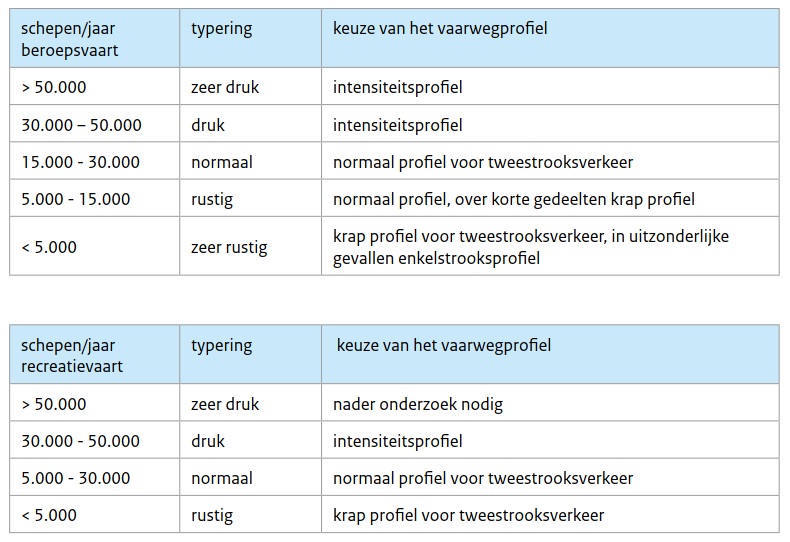 schepen/jaar beroepsvaart typering keuze van het vaarwegprofiel
> 50.000 zeer druk intensiteitsprofiel
30.000 – 50.000 druk intensiteitsprofiel
15.000 - 30.000 normaal normaal profiel voor tweestrooksverkeer
5.000 - 15.000 rustig normaal profiel, over korte gedeelten krap profiel
< 5.000 zeer rustig krap profiel voor tweestrooksverkeer, in uitzonderlijke
gevallen enkelstrooksprofiel
schepen/jaar recreatievaart typering keuze van het vaarwegprofiel
> 50.000 zeer druk nader onderzoek nodig
30.000 - 50.000 druk intensiteitsprofiel
5.000 - 30.000 normaal normaal profiel voor tweestrooksverkeer
< 5.000 rustig krap profiel voor tweestrooksverkeer